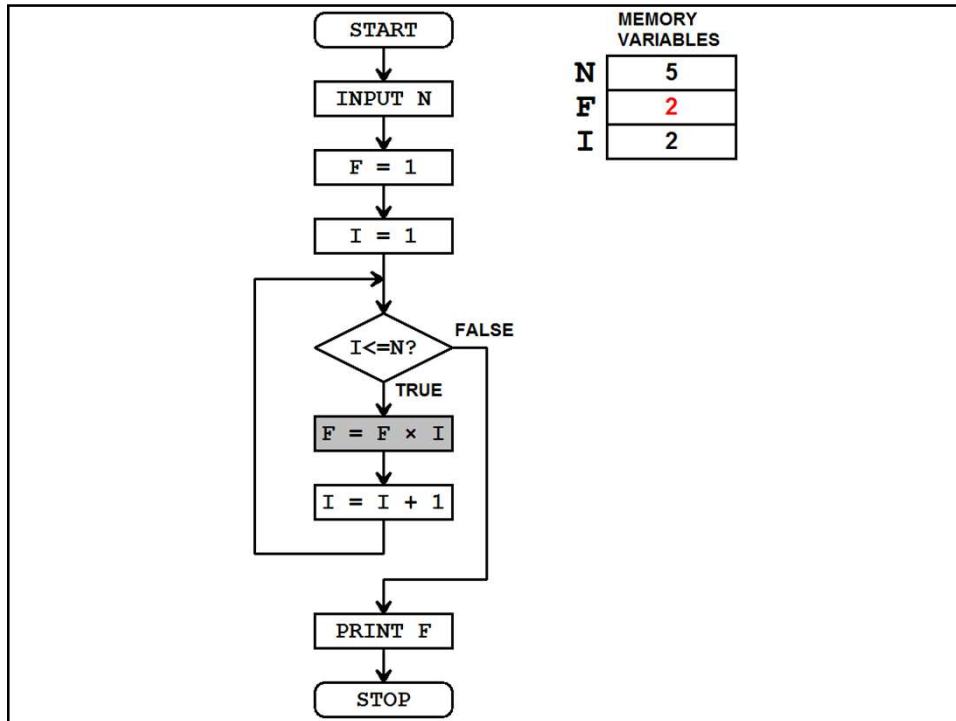 START
INPUT N
F = 1
I = 1
I<=N?
FALSE
TRUE
F = F × I
I = I + 1
PRINT F
STOP
MEMORY
VARIABLES
N 5
F 2
I 2